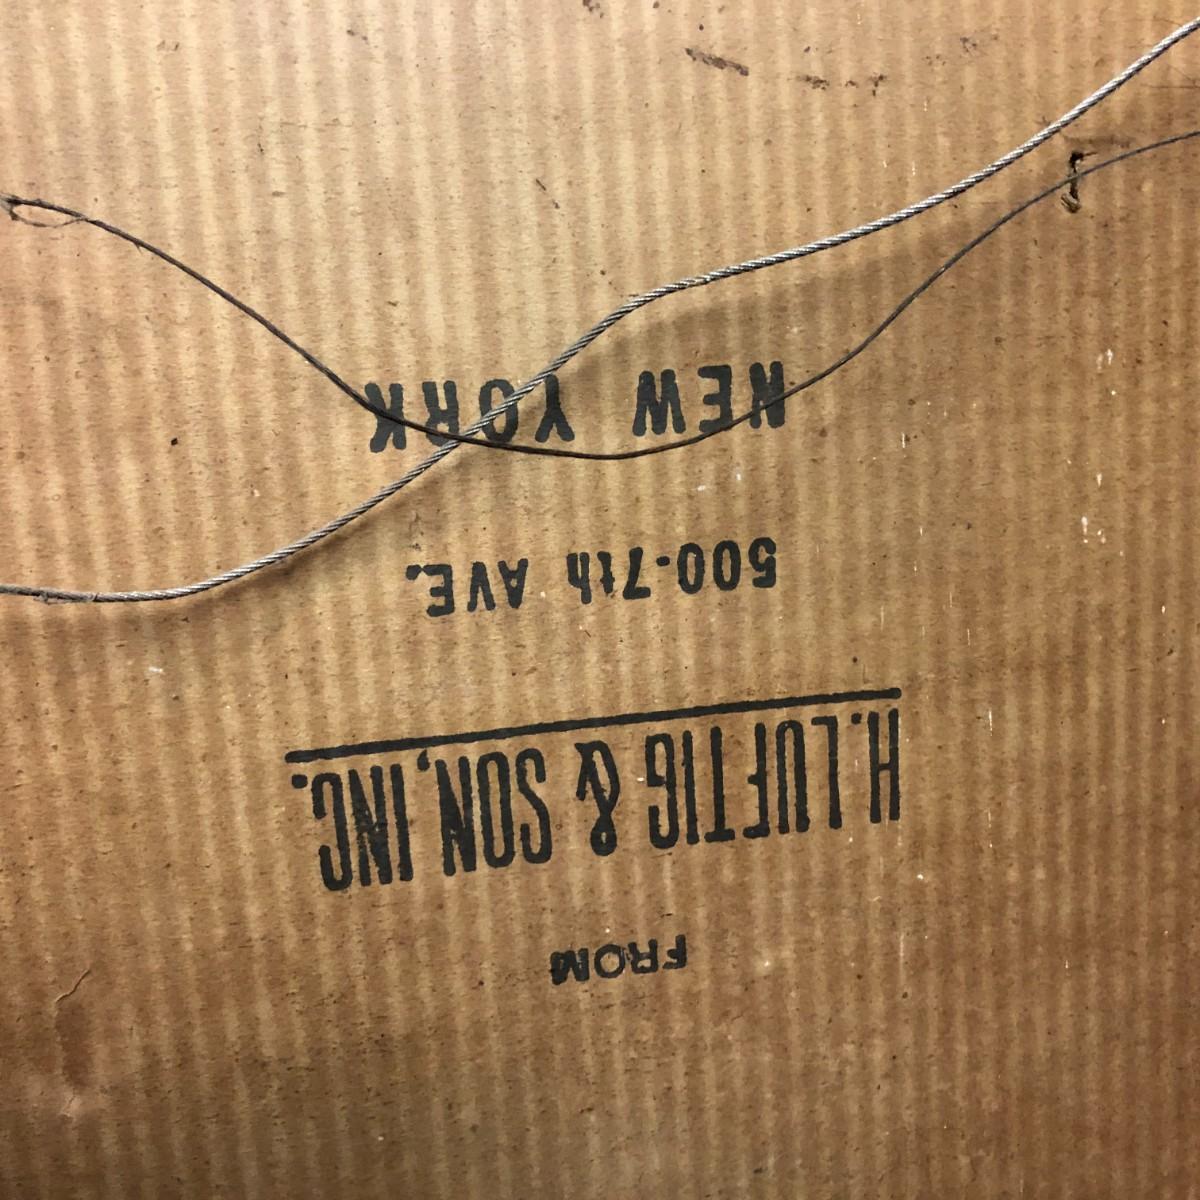 FROM
H. LUFTIG & SON, INC.
500-7th AVE.
NEW YORK